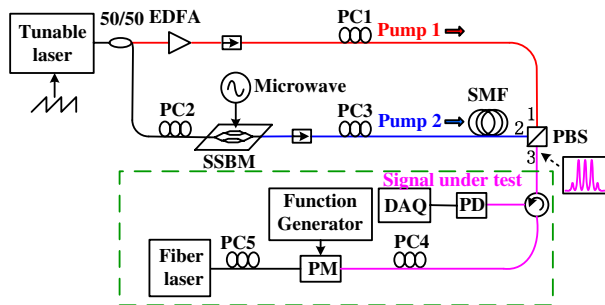 Tunable
laser
50/50
EDFA
PC1
Pump 1
Microwave
PC2
SSBM
PC3
Pump 2
SMF
1
2
PBS
3
Signal under test
DAQ
PD
Function
Generator
PC5
Fiber
laser
PM
PC4